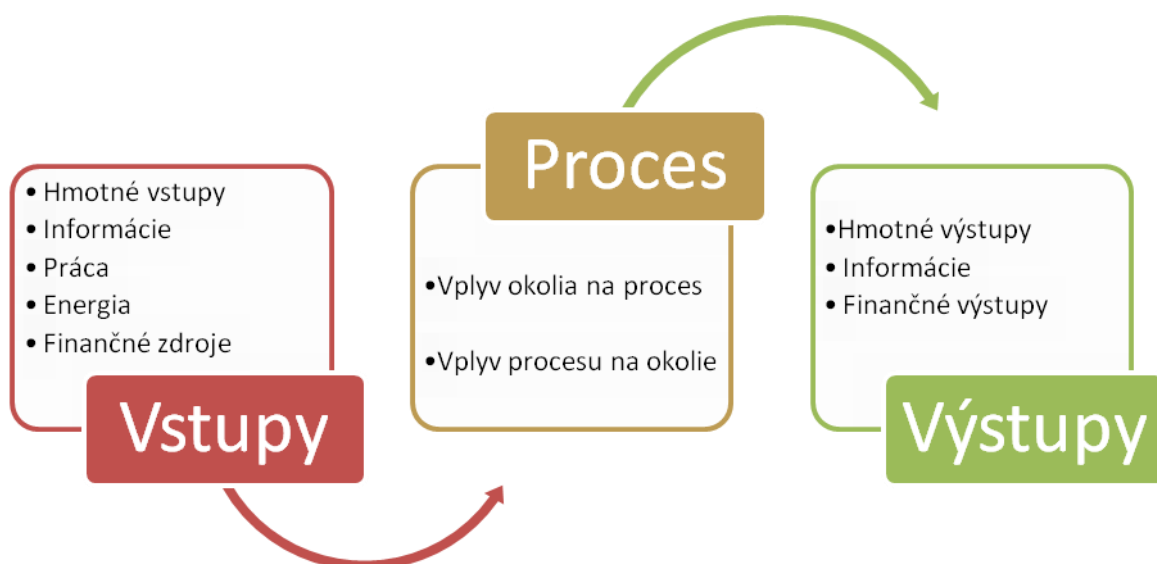 • Hmotné vstupy
• Informácie
• Práca
• Energia
• Finančné zdroje
Vstupy
Proces
•Vplyv okolia na proces
•Vplyv procesu na okolie
•Hmotné výstupy
• Informácie
• Finančné výstupy
Výstupy